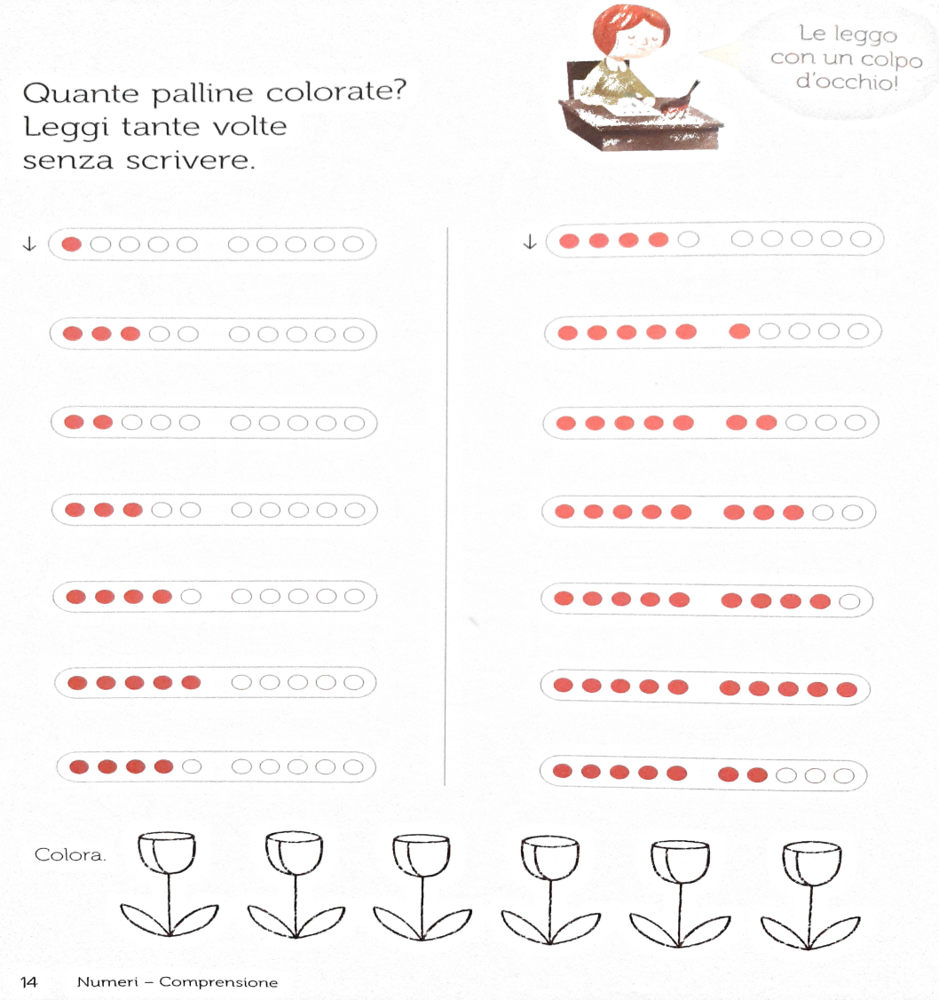 Le leggo
con un colpo
d'occhio!
Quante palline colorate?
Leggi tante volte
senza scrivere.
↓
↓
Colora.
14 Numeri – Comprensione